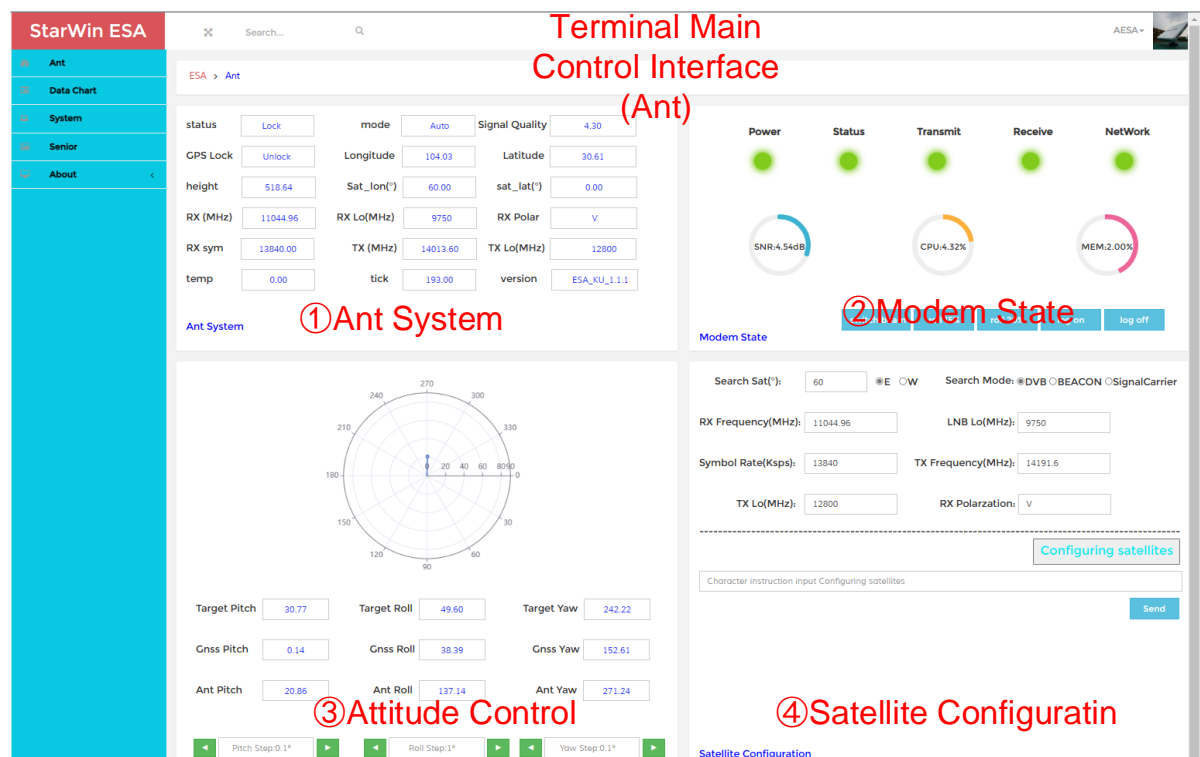 StarWin ESA
Search...
Terminal Main
Control Interface
(Ant)
AESA
Ant
Data Chart
System
Senior
About
ESA > Ant
status Lock mode Auto Signal Quality 4.30
GPS Lock Unlock Longitude 104.03 Latitude 30.61
height 518.64 Sat_lon(°) 60.00 sat_lat(°) 0.00
RX (MHz) 11044.96 RX Lo(MHz) 9750 RX Polar V
RX sym 13840.00 TX (MHz) 14013.60 TX Lo(MHz) 12800
temp 0.00 tick 193.00 version ESA_KU_1.1.1
①Ant System
Ant System
Power Status Transmit Receive NetWork
SNR:4.54dB CPU:4.32% MEM:2.00%
②Modem State
log off
Modem State
270
240 300
210 330
180 0 20 40 60 8090 0
150 30
120 60
90
Target Pitch 30.77 Target Roll 49.60 Target Yaw 242.22
Gnss Pitch 0.14 Gnss Roll 38.39 Gnss Yaw 152.61
Ant Pitch 20.86 Ant Roll 137.14 Ant Yaw 271.24
③Attitude Control
Pitch Step:0.1° Roll Step:1° Yaw Step:0.1°
Search Sat(°): 60 E W Search Mode: DVB BEACON SignalCarrier
RX Frequency(MHz): 11044.96 LNB Lo(MHz): 9750
Symbol Rate(Ksps): 13840 TX Frequency(MHz): 14191.6
TX Lo(MHz): 12800 RX Polarzation: V
Configuring satellites
Character instruction input Configuring satellites
Send
④Satellite Configuratin
Satellite Configuration